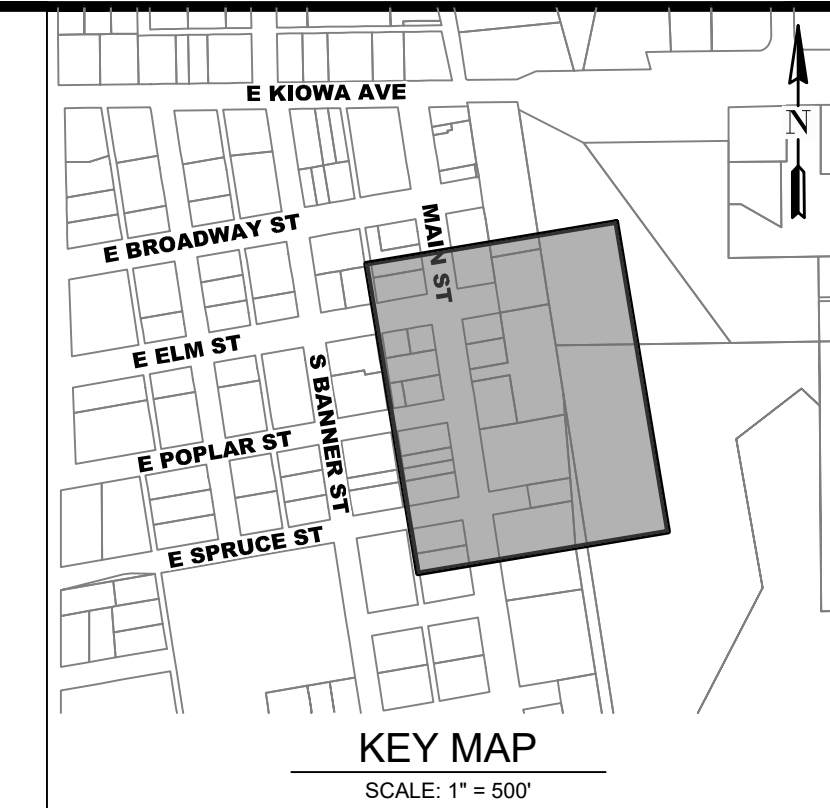 E KIOWA AVE
N
MAIN ST
E BROADWAY ST
E ELM ST
S BANNER ST
E POPLAR ST
E SPRUCE ST
KEY MAP
SCALE: 1" = 500'